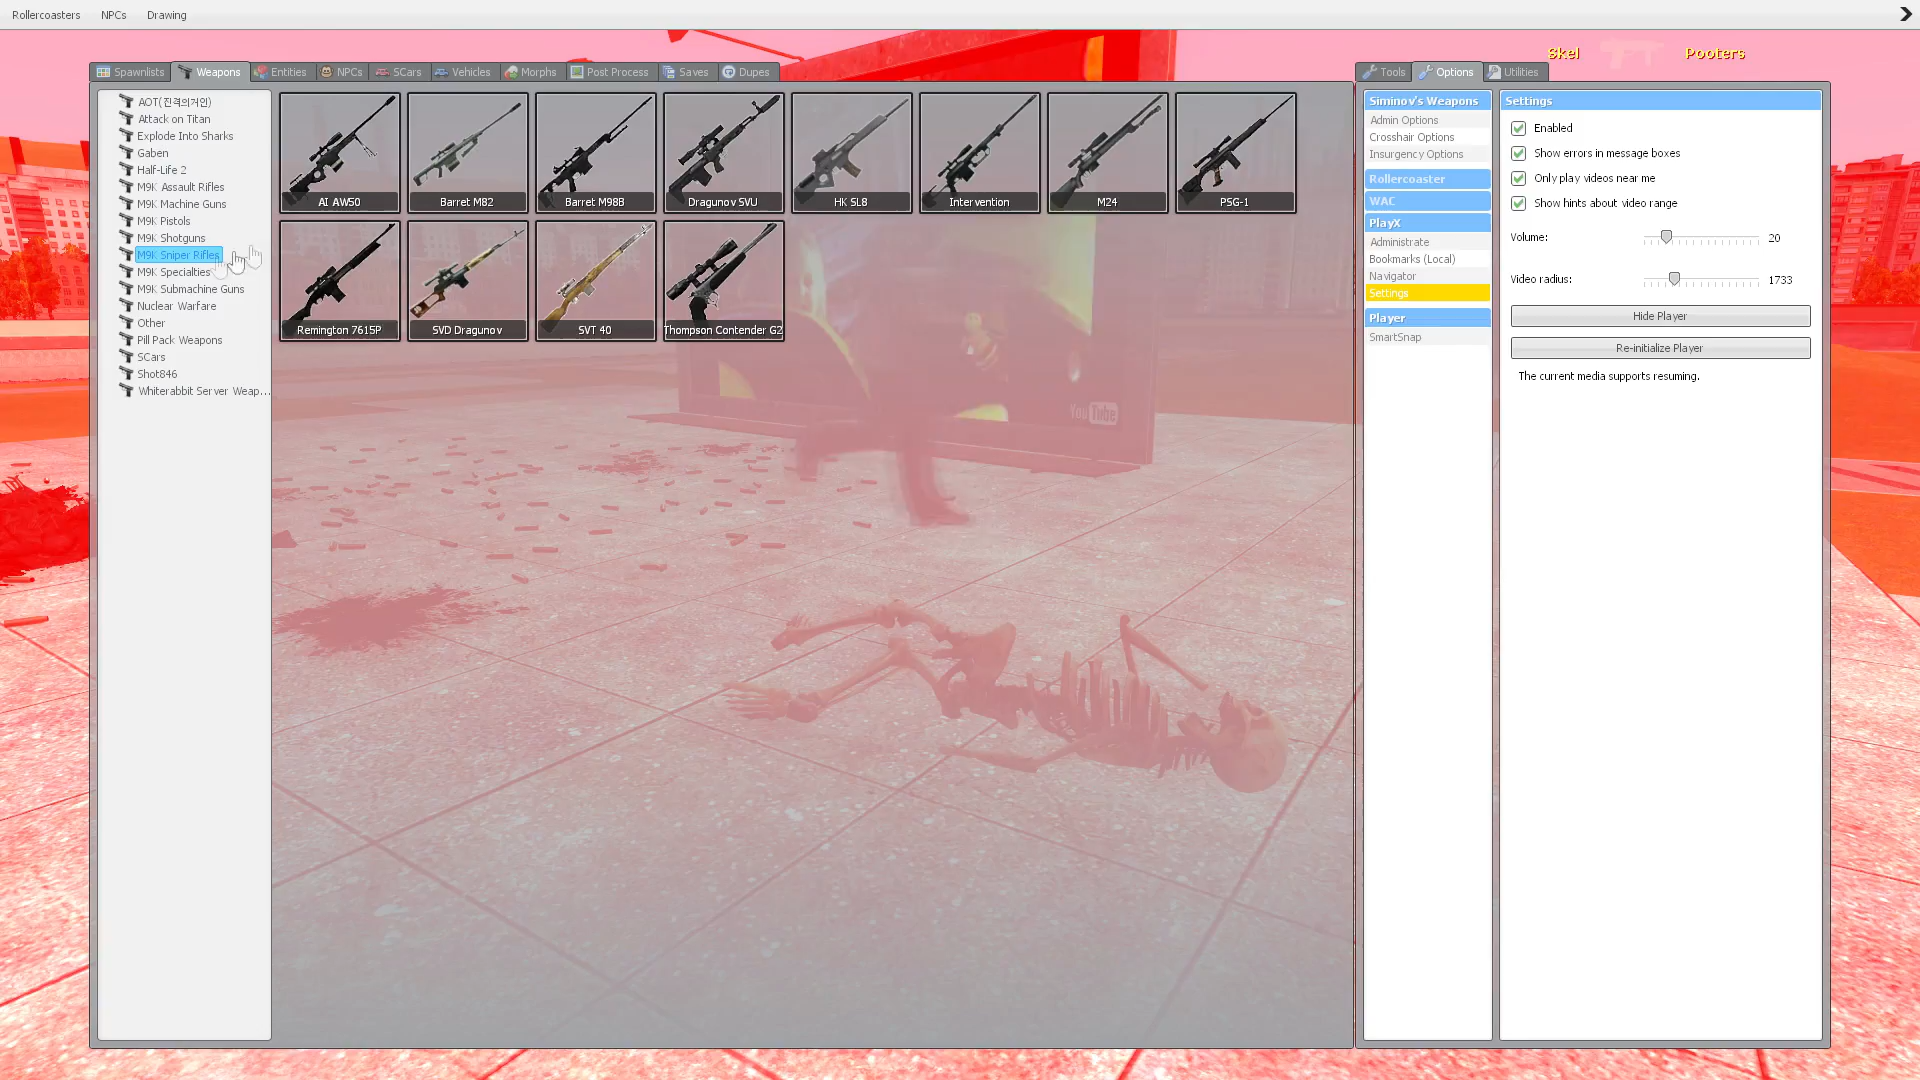 Rollercoasters NPCs Drawing
Skel Pooters
Spawnlists Weapons Entities NPCs SCars Vehicles Morphs Post Process Saves Dupes
AOT(진격의거인)
Attack on Titan
Explode Into Sharks
Gaben
Half-Life 2
M9K Assault Rifles
M9K Machine Guns
M9K Pistols
M9K Shotguns
M9K Sniper Rifles
M9K Specialties
M9K Submachine Guns
Nuclear Warfare
Other
Pill Pack Weapons
SCars
Shot846
Whiterabbit Server Weap...
AI AW50 Barret M82 Barret M98B Dragunov SVU HK SL8 Intervention M24 PSG-1
Remington 7615P SVD Dragunov SVT 40 Thompson Contender G2
YouTube
Tools Options Utilities
Siminov's Weapons
Admin Options
Crosshair Options
Insurgency Options
Rollercoaster
WAC
PlayX
Administrate
Bookmarks (Local)
Navigator
Settings
Player
SmartSnap
Settings
Enabled
Show errors in message boxes
Only play videos near me
Show hints about video range
Volume: 20
Video radius: 1733
Hide Player
Re-initialize Player
The current media supports resuming.